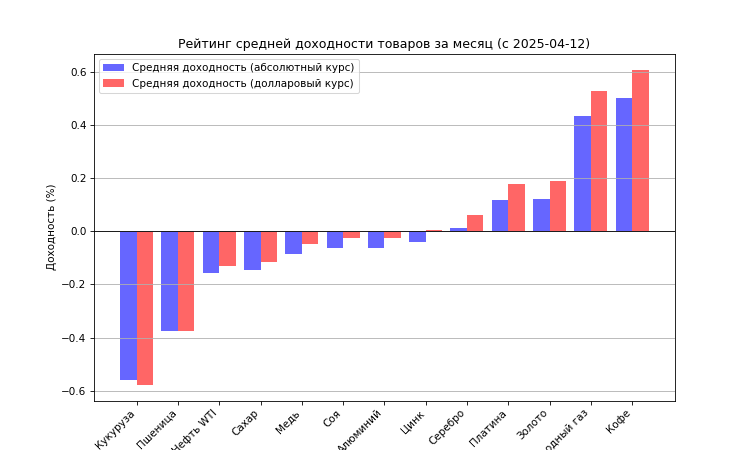 Рейтинг средней доходности товаров за месяц (с 2025-04-12)
Средняя доходность (абсолютный курс)
Средняя доходность (долларовый курс)
Доходность (%)
0.6
0.4
0.2
0.0
−0.2
−0.4
−0.6
Кукуруза
Пшеница
Нефть WTI
Сахар
Медь
Соя
Алюминий
Цинк
Серебро
Платина
Золото
газ
Кофе